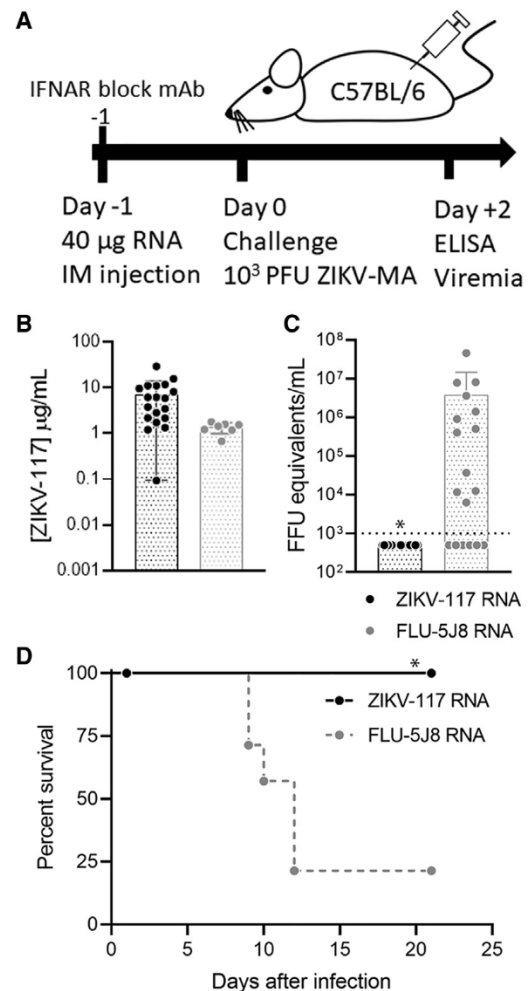 A
IFNAR block mAb
-1
C57BL/6
Day -1
40 µg RNA
IM injection
Day 0
Challenge
10³ PFU ZIKV-MA
Day +2
ELISA
Viremia
B
[ZIKV-117] µg/mL
100
10
1
0.1
0.01
0.001
C
FFU equivalents/mL
10⁸
10⁷
10⁶
10⁵
10⁴
10³
10²
*
ZIKV-117 RNA
FLU-5J8 RNA
D
Percent survival
100
75
50
25
0
*
ZIKV-117 RNA
FLU-5J8 RNA
0 5 10 15 20 25
Days after infection